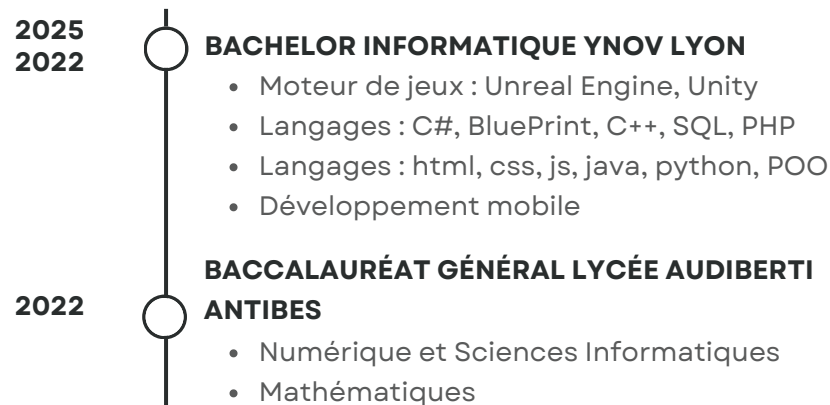 2025
2022
BACHELOR INFORMATIQUE YNOV LYON
• Moteur de jeux : Unreal Engine, Unity
• Langages : C#, BluePrint, C++, SQL, PHP
• Langages : html, css, js, java, python, POO
• Développement mobile
2022
BACCALAURÉAT GÉNÉRAL LYCÉE AUDIBERTI
ANTIBES
• Numérique et Sciences Informatiques
• Mathématiques